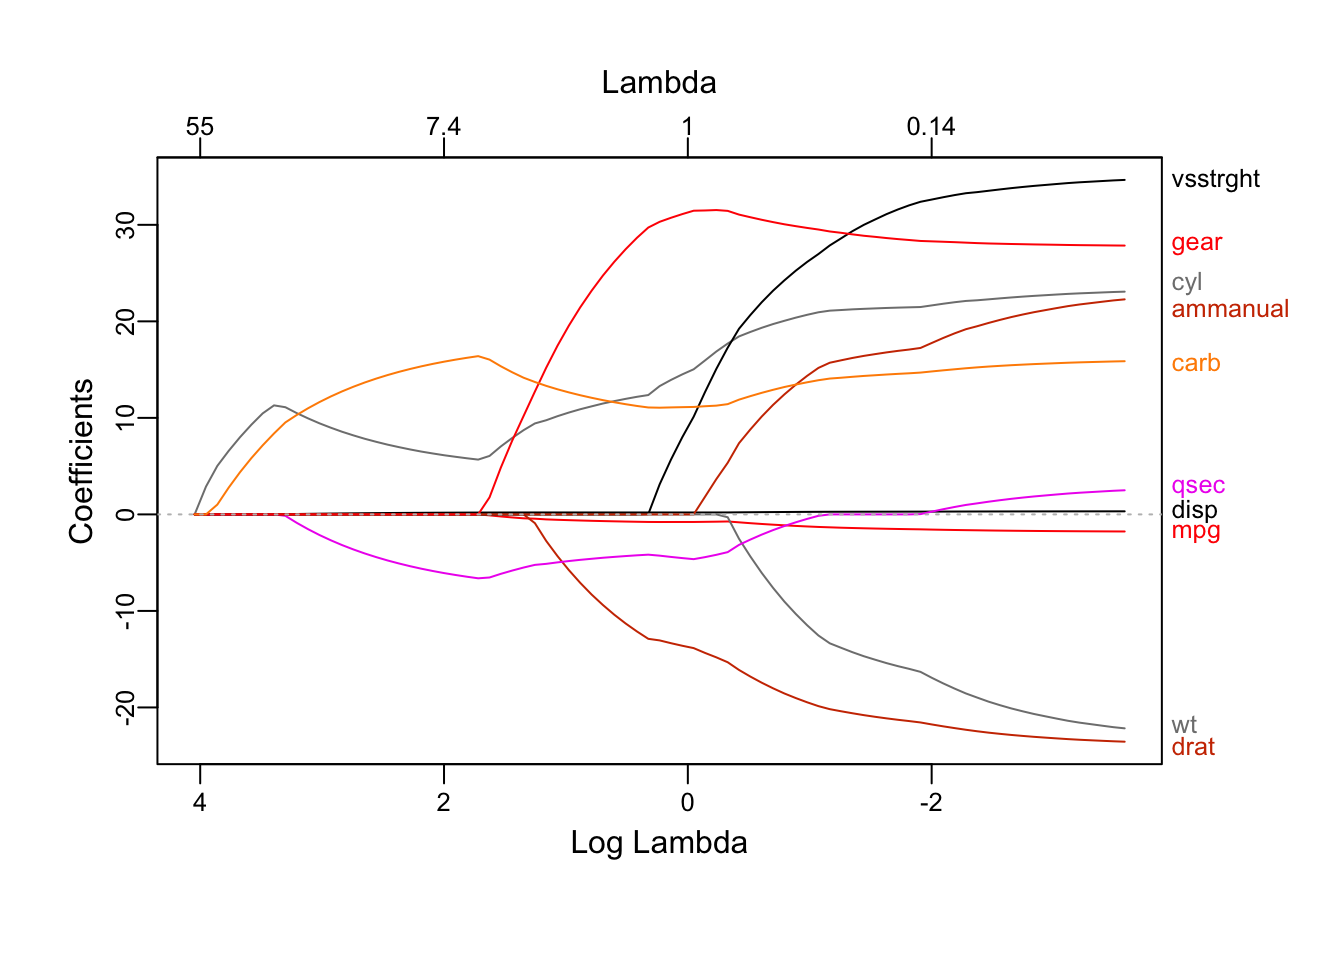 Lambda
55 7.4 1 0.14
30
20
10
0
-10
-20
Coefficients
vsstrght
gear
cyl
ammanual
carb
qsec
disp
mpg
wt
drat
4 2 0 -2
Log Lambda